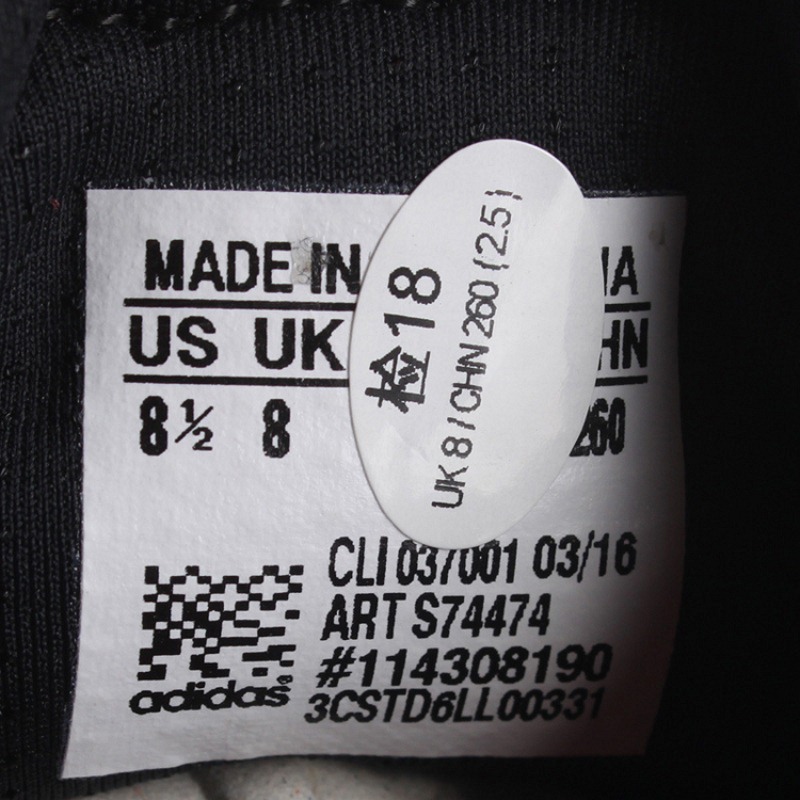 MADE IN
US UK HN
8½ 8 260
检18
UK 8 / CHN 260 (2.5)
CLI 037001 03/16
ART S74474
#114308190
adidas®
3CSTD6LL00331